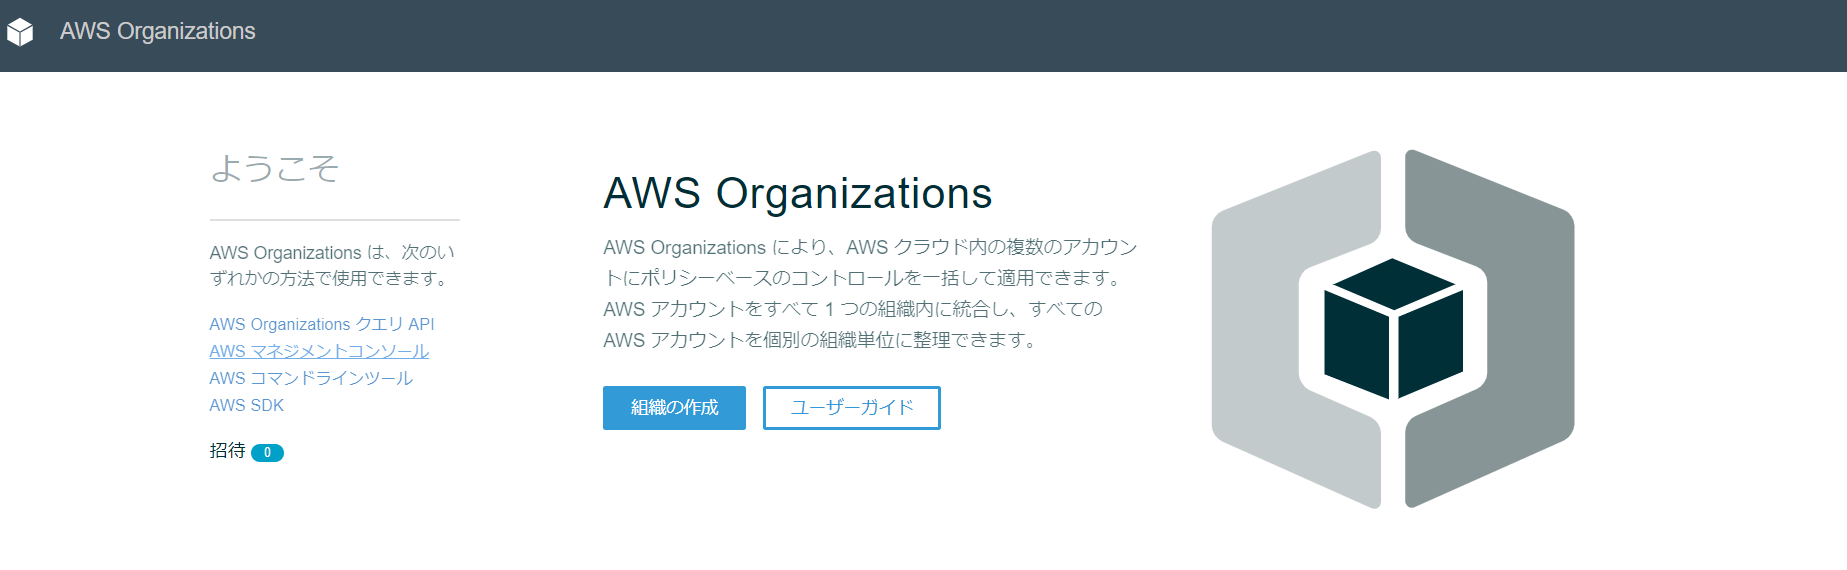 AWS Organizations
ようこそ
AWS Organizations は、次のい
ずれかの方法で使用できます。
AWS Organizations クエリ API
AWS マネジメントコンソール
AWS コマンドラインツール
AWS SDK
招待 0
AWS Organizations
AWS Organizations により、AWS クラウド内の複数のアカウン
トにポリシーベースのコントロールを一括して適用できます。
AWS アカウントをすべて 1 つの組織内に統合し、すべての
AWS アカウントを個別の組織単位に整理できます。
組織の作成 ユーザーガイド